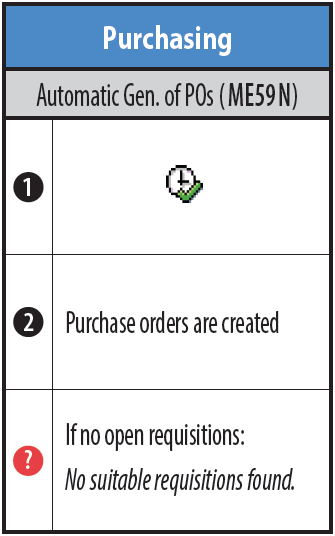 Purchasing
Automatic Gen. of POs (ME59N)
1
2 Purchase orders are created
? If no open requisitions:
No suitable requisitions found.